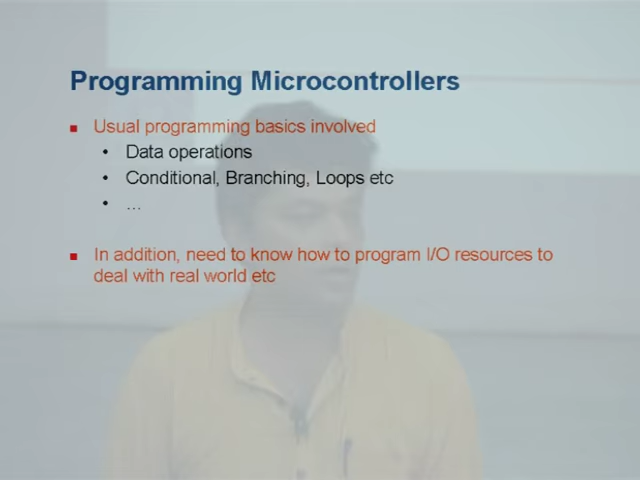 Programming Microcontrollers
Usual programming basics involved
• Data operations
• Conditional, Branching, Loops etc
• ...
In addition, need to know how to program I/O resources to
deal with real world etc